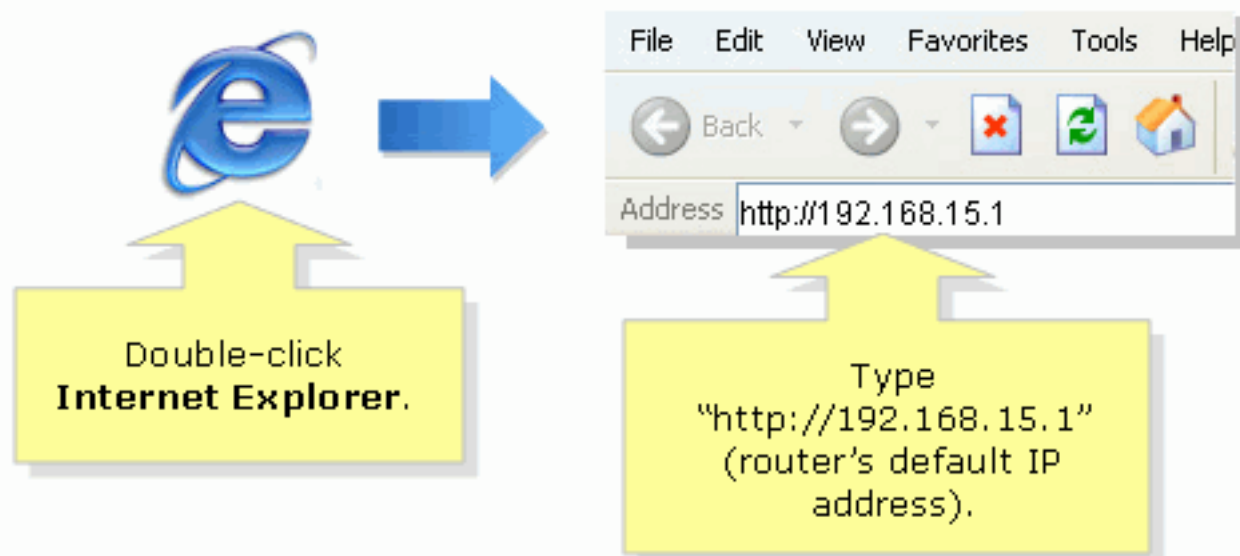 File Edit View Favorites Tools Help
Back
Address http://192.168.15.1
Double-click
Internet Explorer.
Type
“http://192.168.15.1”
(router’s default IP
address).